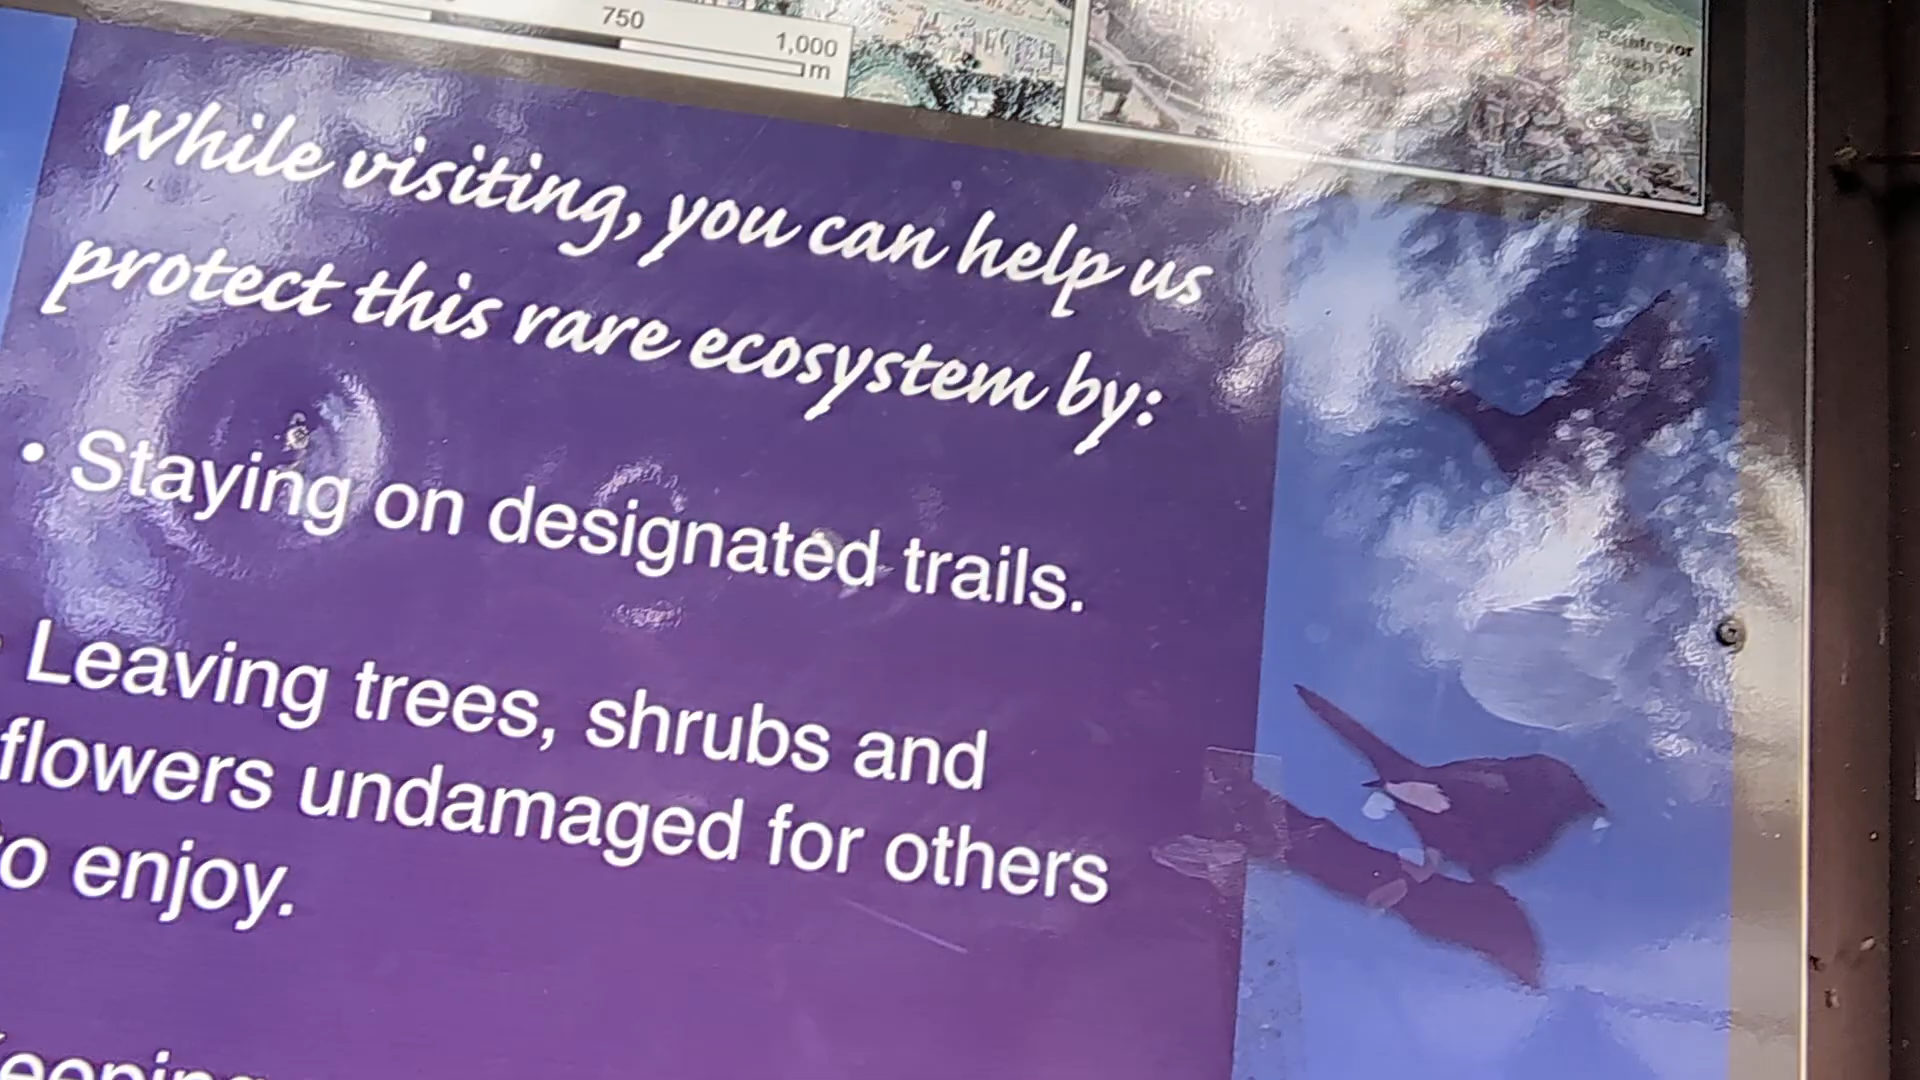 750
1,000
m
Beach Pk
While visiting, you can help us
protect this rare ecosystem by:
• Staying on designated trails.
Leaving trees, shrubs and
flowers undamaged for others
to enjoy.